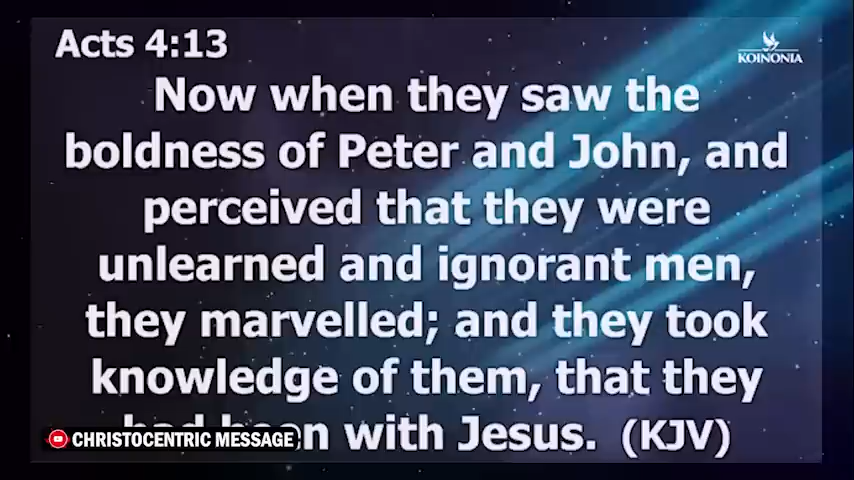 Acts 4:13
KOINONIA
Now when they saw the
boldness of Peter and John, and
perceived that they were
unlearned and ignorant men,
they marvelled; and they took
knowledge of them, that they
had been with Jesus. (KJV)
CHRISTOCENTRIC MESSAGE